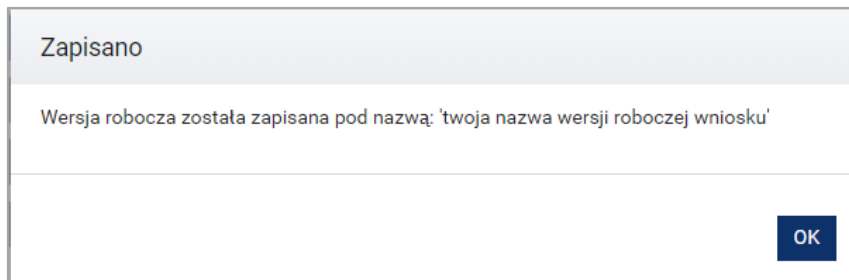 Zapisano
Wersja robocza została zapisana pod nazwą: 'twoja nazwa wersji roboczej wniosku'
OK